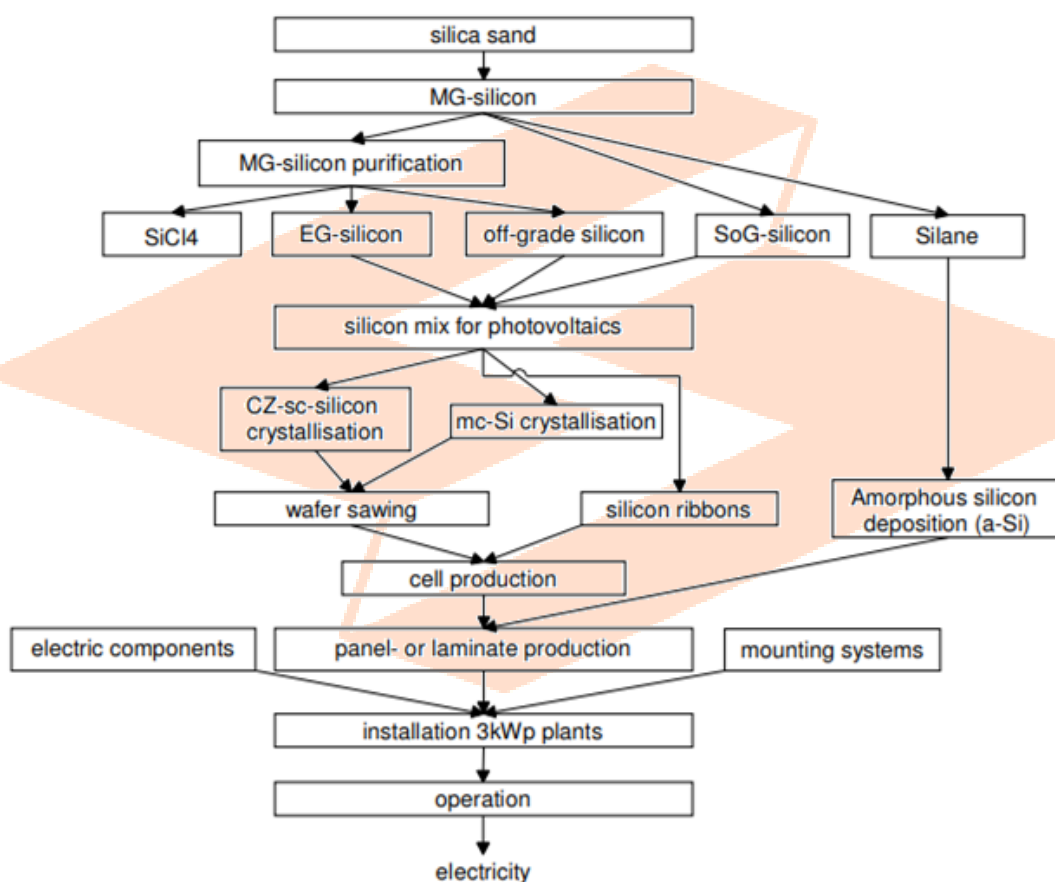 silica sand
MG-silicon
MG-silicon purification
SiCl4
EG-silicon
off-grade silicon
SoG-silicon
Silane
silicon mix for photovoltaics
CZ-sc-silicon
crystallisation
mc-Si crystallisation
wafer sawing
silicon ribbons
Amorphous silicon
deposition (a-Si)
cell production
electric components
panel- or laminate production
mounting systems
installation 3kWp plants
operation
electricity